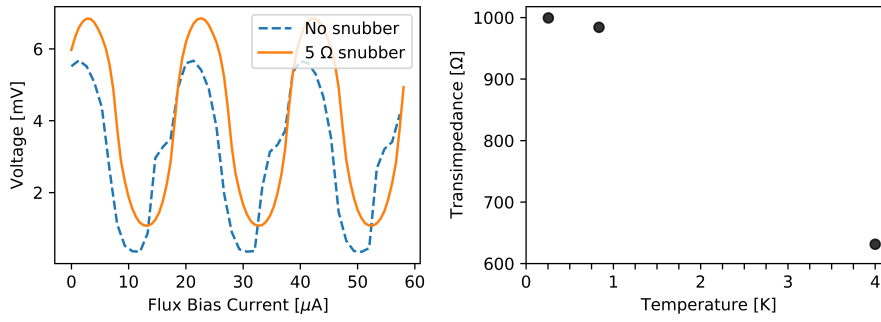 No snubber
5 Ω snubber
Voltage [mV]
6
4
2
0 10 20 30 40 50 60
Flux Bias Current [μA]
Transimpedance [Ω]
1000
900
800
700
600
0 1 2 3 4
Temperature [K]